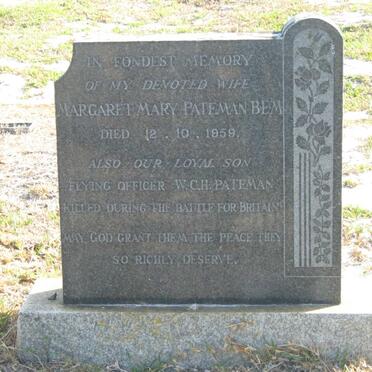 IN FONDEST MEMORY
OF MY DEVOTED WIFE
MARGARET MARY PATEMAN BEM
DIED 12.10.1959.
ALSO OUR LOYAL SON
FLYING OFFICER W.C.H. PATEMAN
KILLED DURING THE BATTLE FOR BRITAIN
MAY GOD GRANT THEM THE PEACE THEY
SO RICHLY DESERVE.